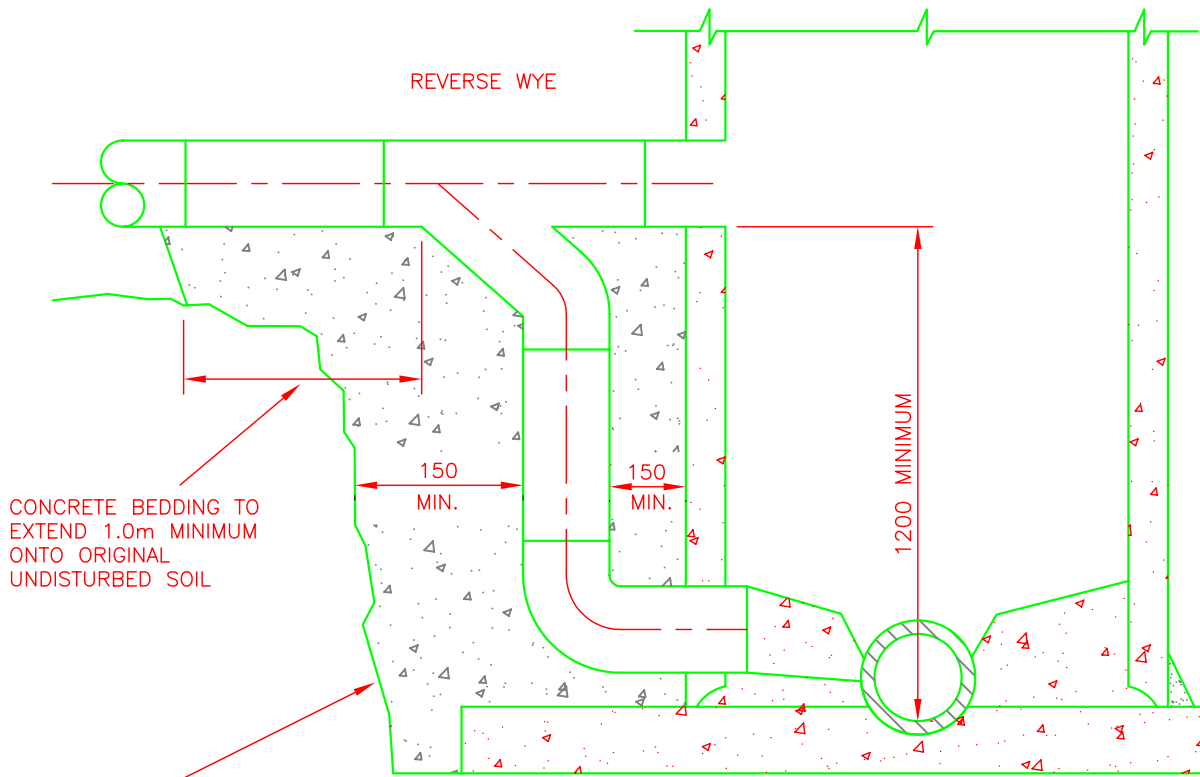 REVERSE WYE
1200 MINIMUM
150
MIN.
150
MIN.
CONCRETE BEDDING TO
EXTEND 1.0m MINIMUM
ONTO ORIGINAL
UNDISTURBED SOIL